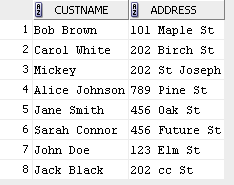 CUSTNAME ADDRESS
1 Bob Brown 101 Maple St
2 Carol White 202 Birch St
3 Mickey 202 St Joseph
4 Alice Johnson 789 Pine St
5 Jane Smith 456 Oak St
6 Sarah Connor 456 Future St
7 John Doe 123 Elm St
8 Jack Black 202 cc St